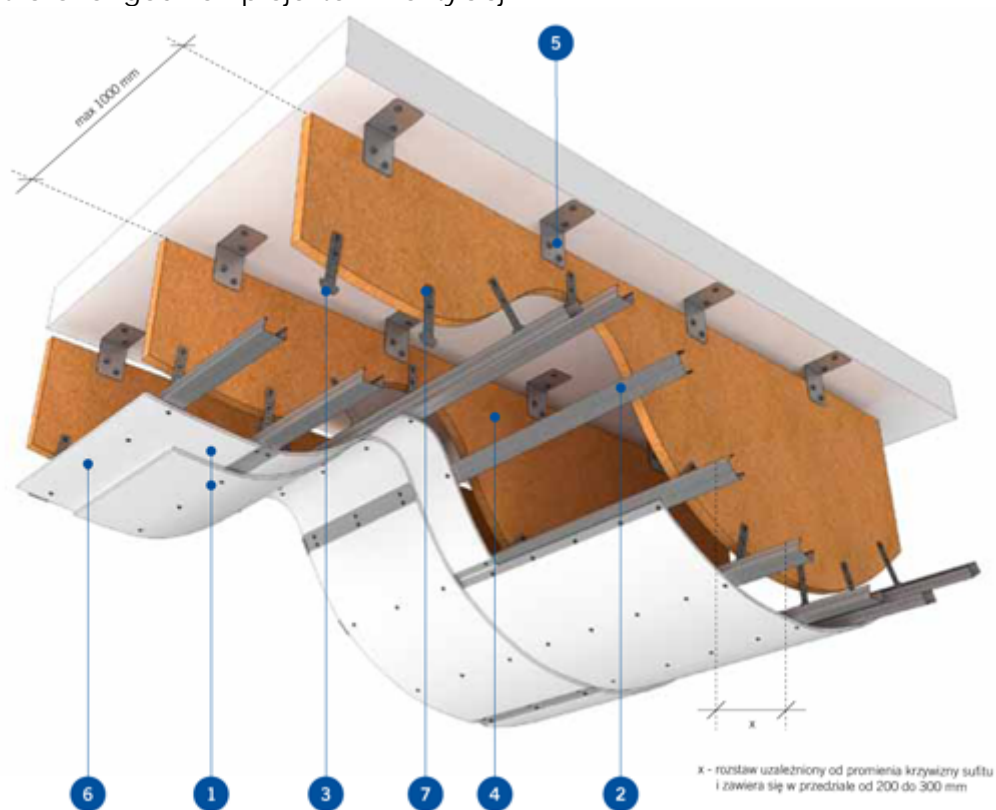 5
max 1000 mm
x
x - rozstaw uzależniony od promienia krzywizny sufitu
i zawiera się w przedziale od 200 do 300 mm
6 1 3 7 4 2